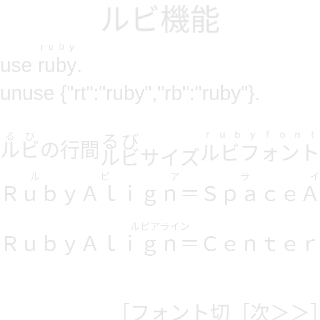 ルビ機能
ruby
use ruby.
unuse {"rt":"ruby","rb":"ruby"}.
るび るび rubyfont
ルビの行間ルビサイズルビフォント
ルビアライ
RubyAlign=SpaceA
ルビアライン
RubyAlign=Center
[フォント切 [次>>]